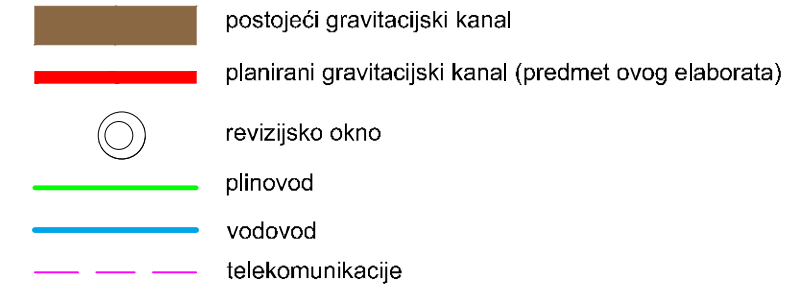 postojeći gravitacijski kanal
planirani gravitacijski kanal (predmet ovog elaborata)
revizijsko okno
plinovod
vodovod
telekomunikacije